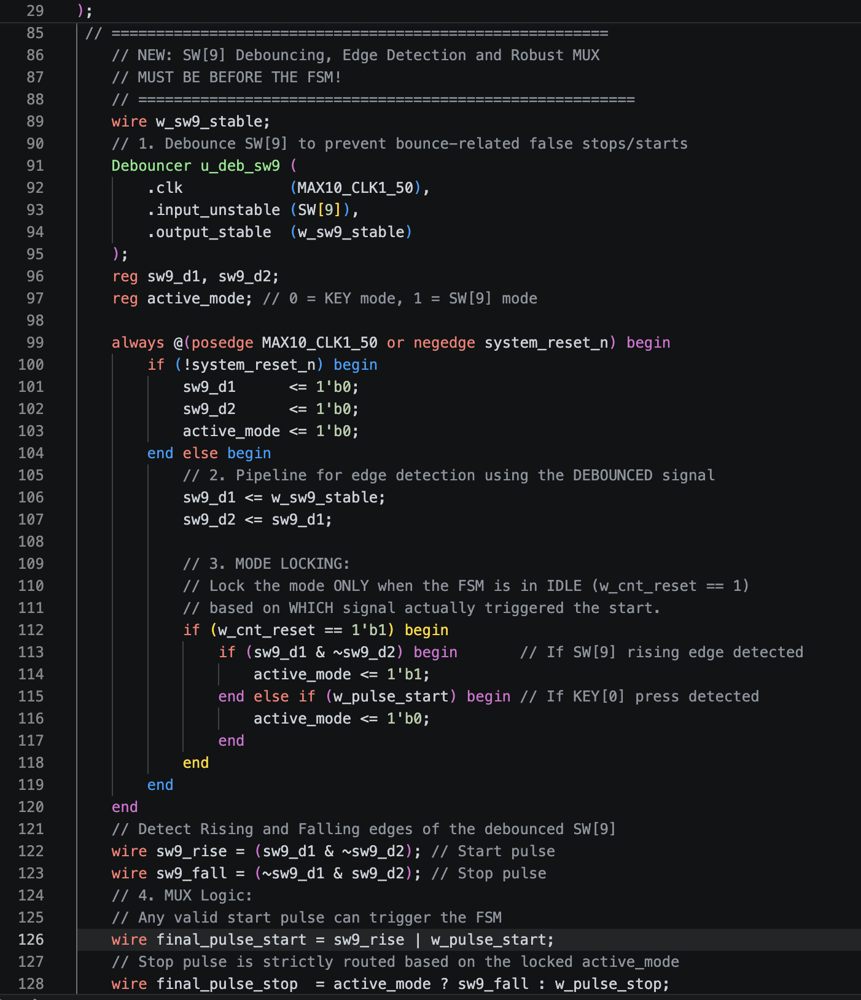 29 );
85 // ========================================================
86 // NEW: SW[9] Debouncing, Edge Detection and Robust MUX
87 // MUST BE BEFORE THE FSM!
88 // ========================================================
89 wire w_sw9_stable;
90 // 1. Debounce SW[9] to prevent bounce-related false stops/starts
91 Debouncer u_deb_sw9 (
92 .clk            (MAX10_CLK1_50),
93 .input_unstable (SW[9]),
94 .output_stable  (w_sw9_stable)
95 );
96 reg sw9_d1, sw9_d2;
97 reg active_mode; // 0 = KEY mode, 1 = SW[9] mode
98
99 always @(posedge MAX10_CLK1_50 or negedge system_reset_n) begin
100 if (!system_reset_n) begin
101 sw9_d1      <= 1'b0;
102 sw9_d2      <= 1'b0;
103 active_mode <= 1'b0;
104 end else begin
105 // 2. Pipeline for edge detection using the DEBOUNCED signal
106 sw9_d1 <= w_sw9_stable;
107 sw9_d2 <= sw9_d1;
108
109 // 3. MODE LOCKING:
110 // Lock the mode ONLY when the FSM is in IDLE (w_cnt_reset == 1)
111 // based on WHICH signal actually triggered the start.
112 if (w_cnt_reset == 1'b1) begin
113 if (sw9_d1 & ~sw9_d2) begin       // If SW[9] rising edge detected
114 active_mode <= 1'b1;
115 end else if (w_pulse_start) begin // If KEY[0] press detected
116 active_mode <= 1'b0;
117 end
118 end
119 end
120 end
121 // Detect Rising and Falling edges of the debounced SW[9]
122 wire sw9_rise = (sw9_d1 & ~sw9_d2); // Start pulse
123 wire sw9_fall = (~sw9_d1 & sw9_d2); // Stop pulse
124 // 4. MUX Logic:
125 // Any valid start pulse can trigger the FSM
126 wire final_pulse_start = sw9_rise | w_pulse_start;
127 // Stop pulse is strictly routed based on the locked active_mode
128 wire final_pulse_stop  = active_mode ? sw9_fall : w_pulse_stop;